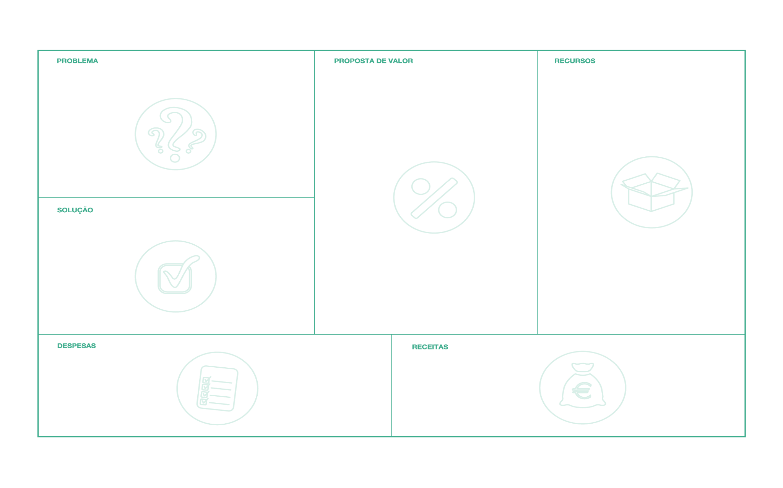 PROBLEMA
PROPOSTA DE VALOR
RECURSOS
SOLUÇÃO
DESPESAS
RECEITAS